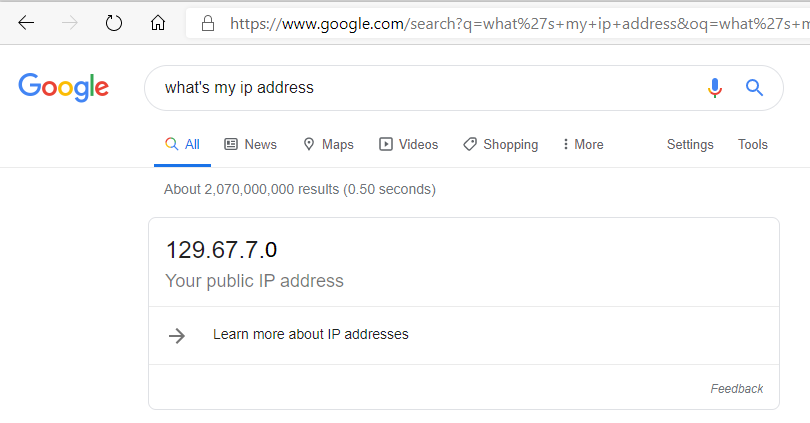 https://www.google.com/search?q=what%27s+my+ip+address&oq=what%27s+m
Google
what's my ip address
All News Maps Videos Shopping More Settings Tools
About 2,070,000,000 results (0.50 seconds)
129.67.7.0
Your public IP address
Learn more about IP addresses
Feedback